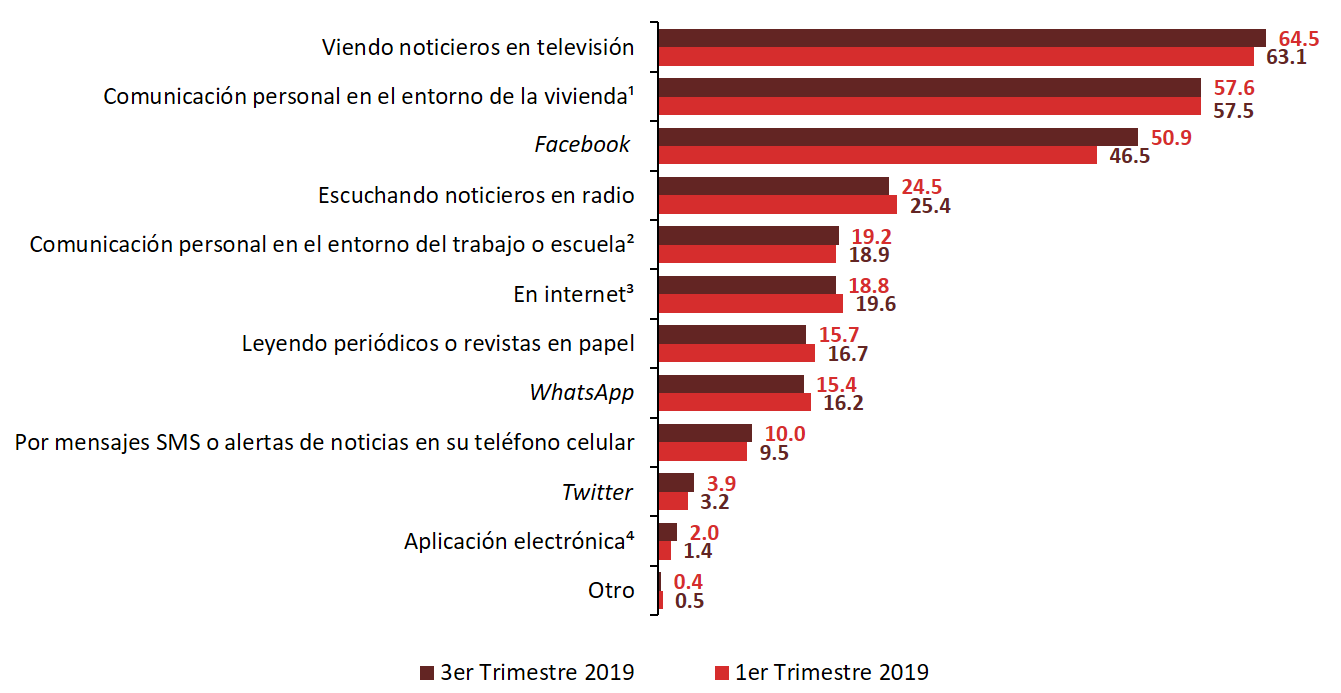 Viendo noticieros en televisión
64.5
63.1
Comunicación personal en el entorno de la vivienda¹
57.6
57.5
Facebook
50.9
46.5
Escuchando noticieros en radio
24.5
25.4
Comunicación personal en el entorno del trabajo o escuela²
19.2
18.9
En internet³
18.8
19.6
Leyendo periódicos o revistas en papel
15.7
16.7
WhatsApp
15.4
16.2
Por mensajes SMS o alertas de noticias en su teléfono celular
10.0
9.5
Twitter
3.9
3.2
Aplicación electrónica⁴
2.0
1.4
Otro
0.4
0.5
3er Trimestre 2019
1er Trimestre 2019